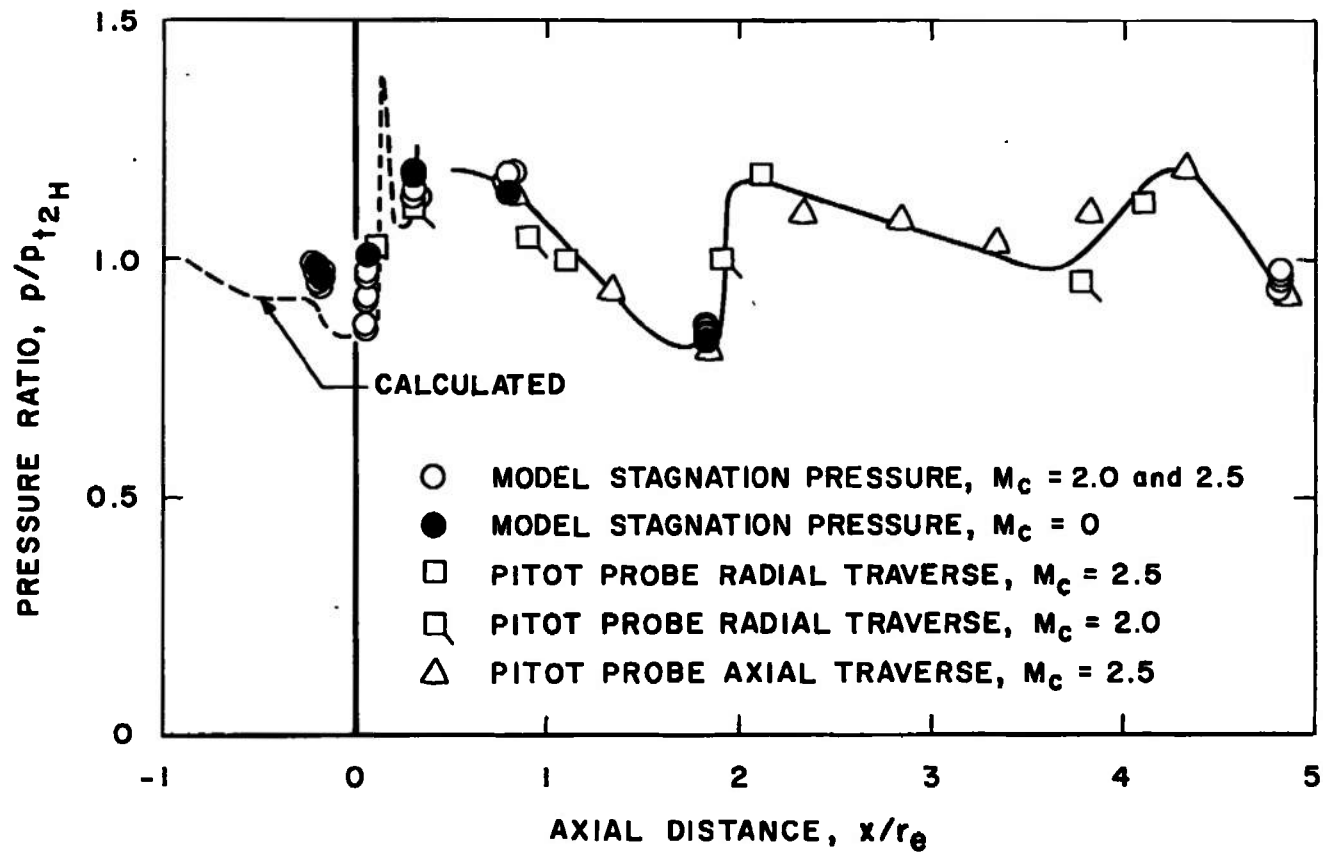 1.5
1.0
0.5
0
PRESSURE RATIO, p/pt2H
CALCULATED
MODEL STAGNATION PRESSURE, Mc = 2.0 and 2.5
MODEL STAGNATION PRESSURE, Mc = 0
PITOT PROBE RADIAL TRAVERSE, Mc = 2.5
PITOT PROBE RADIAL TRAVERSE, Mc = 2.0
PITOT PROBE AXIAL TRAVERSE, Mc = 2.5
-1 0 1 2 3 4 5
AXIAL DISTANCE, x/re